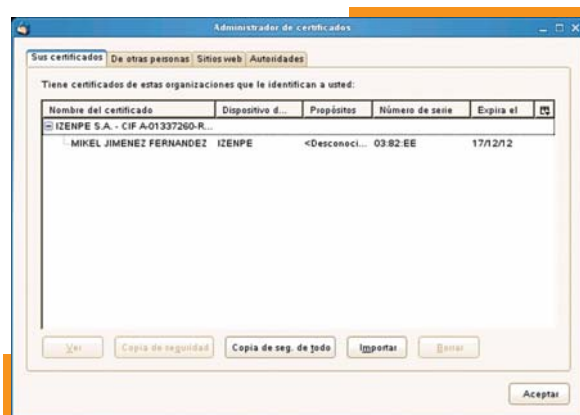 Administrador de certificados
Sus certificados De otras personas Sitios web Autoridades
Tiene certificados de estas organizaciones que le identifican a usted:
Nombre del certificado Dispositivo d... Propósitos Número de serie Expira el
IZENPE S.A. - CIF A-01337260-R...
MIKEL JIMENEZ FERNANDEZ IZENPE <Desconoci... 03:82:EE 17/12/12
Ver Copia de seguridad Copia de seg. de todo Importar Borrar
Aceptar